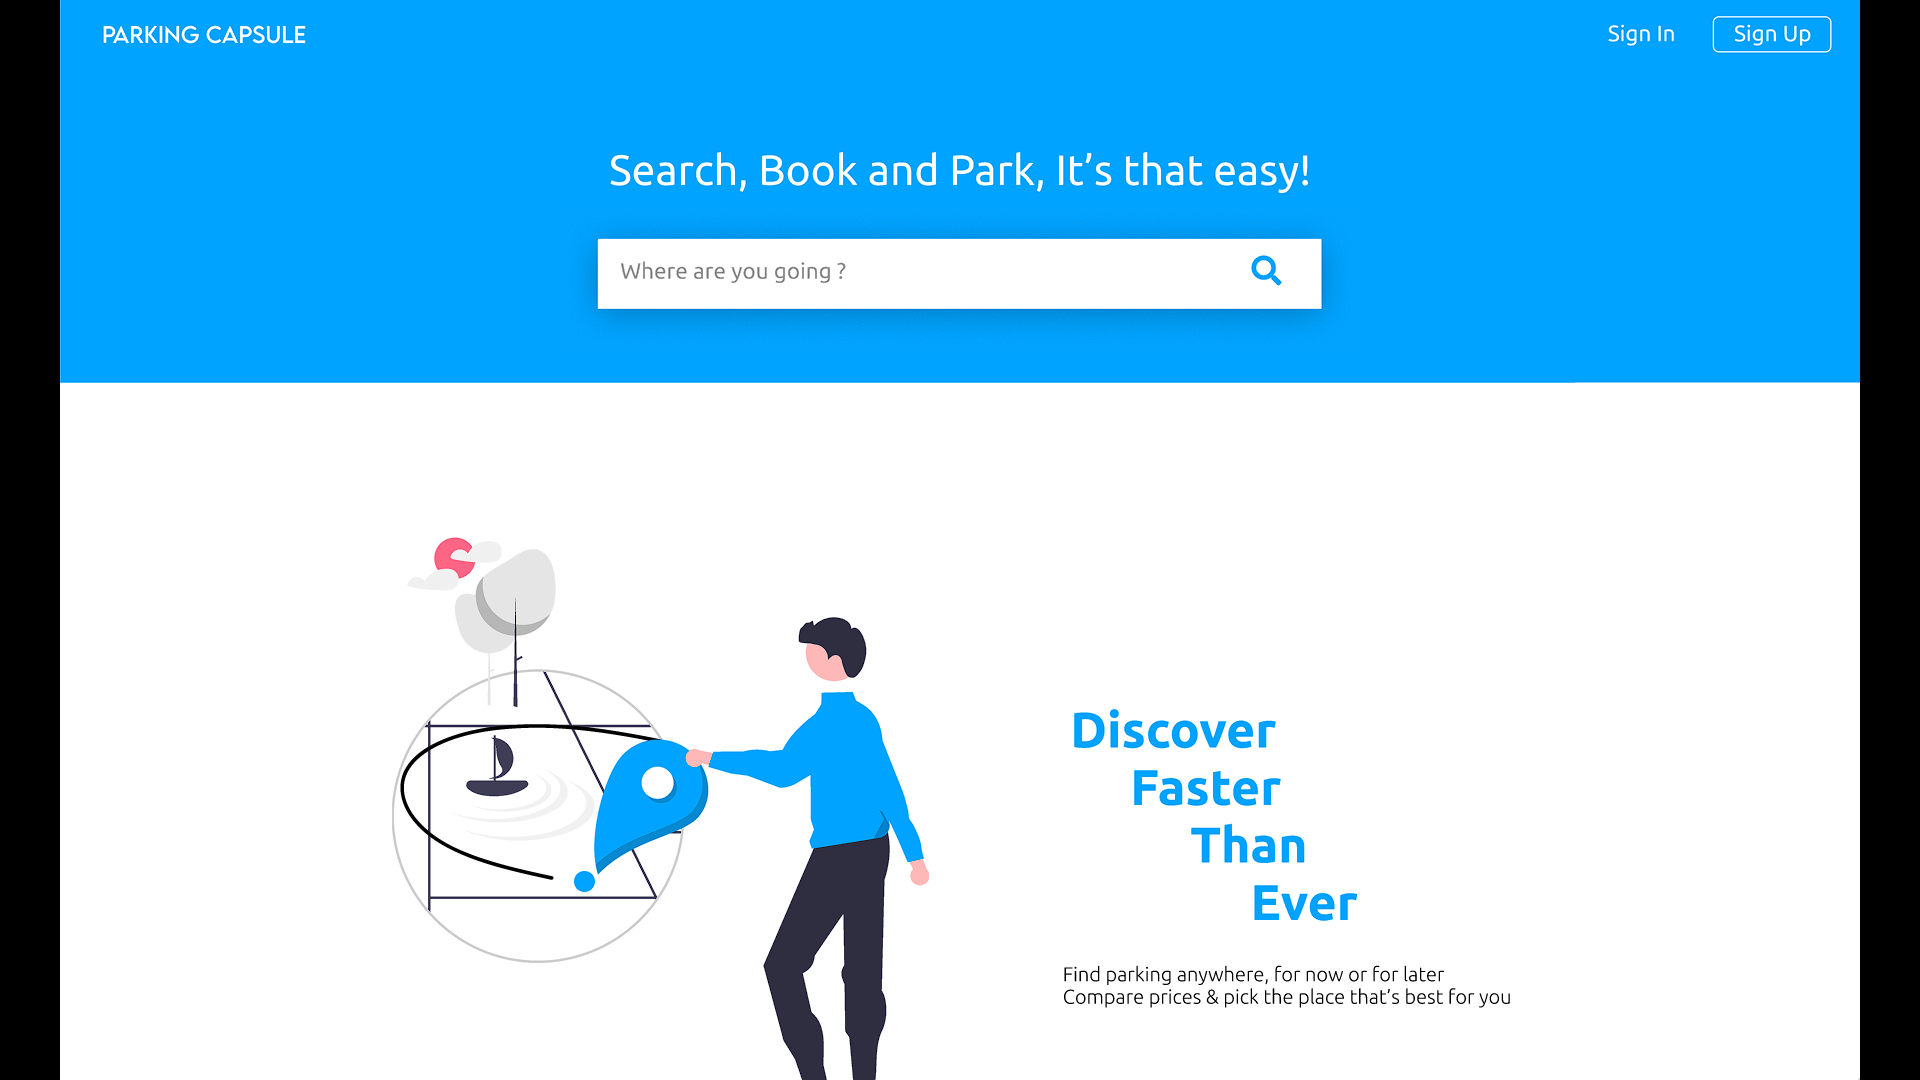 PARKING CAPSULE
Sign In
Sign Up
Search, Book and Park, It’s that easy!
Where are you going ?
Discover
Faster
Than
Ever
Find parking anywhere, for now or for later
Compare prices & pick the place that’s best for you